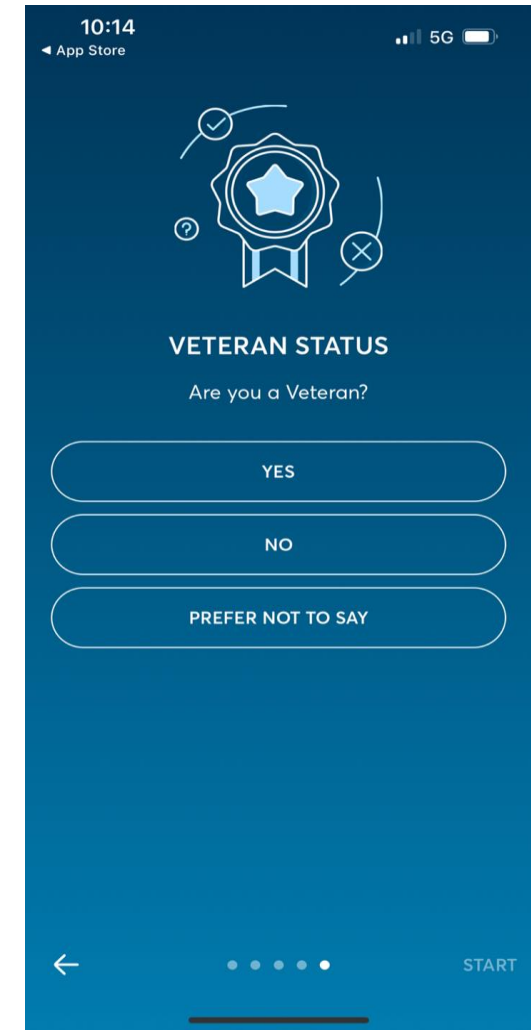 10:14
◀ App Store
5G
VETERAN STATUS
Are you a Veteran?
YES
NO
PREFER NOT TO SAY
START